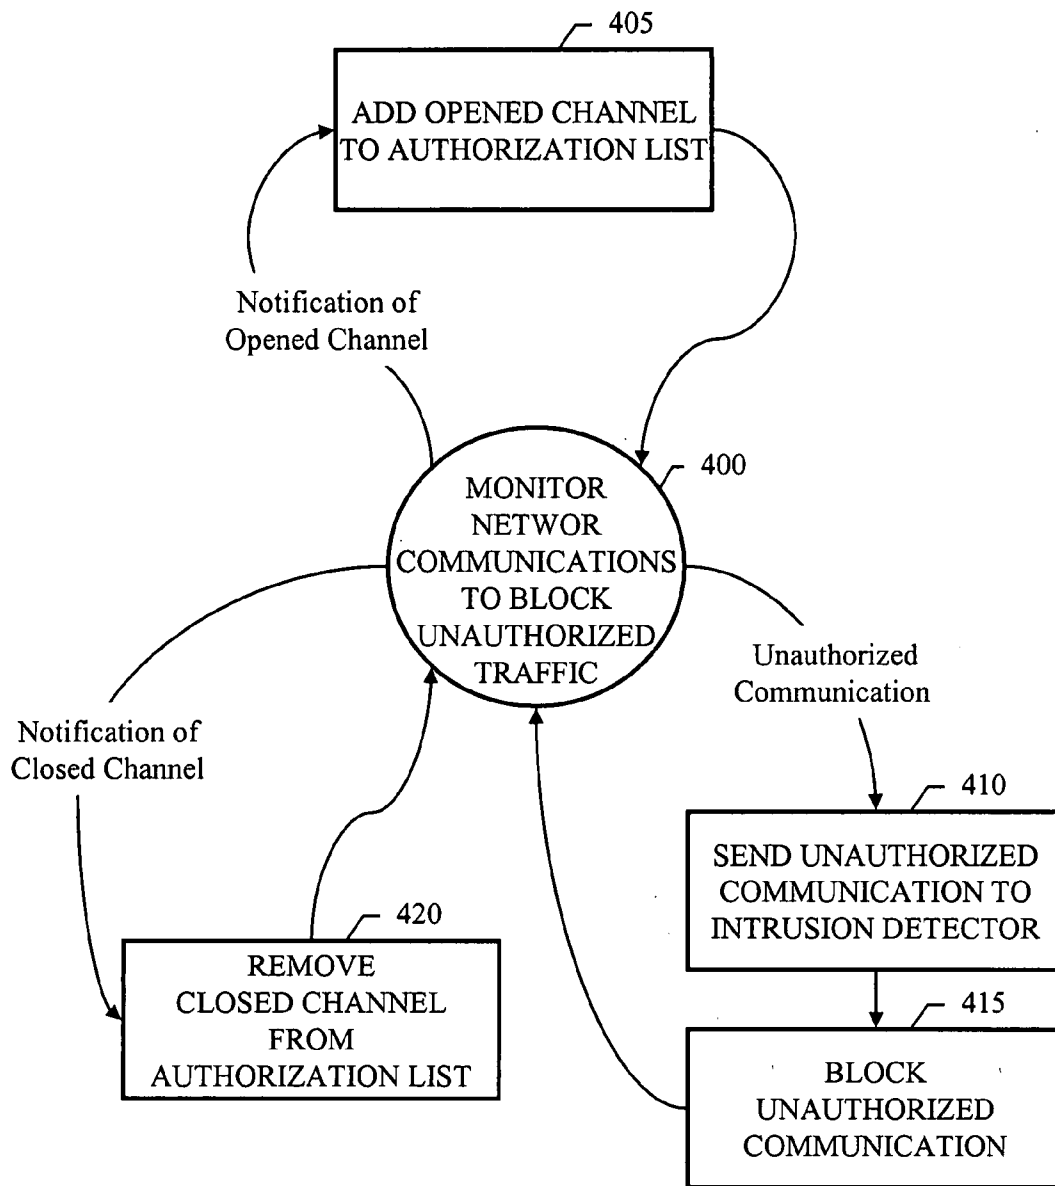 405
ADD OPENED CHANNEL
TO AUTHORIZATION LIST
Notification of
Opened Channel
400
MONITOR
NETWOR
COMMUNICATIONS
TO BLOCK
UNAUTHORIZED
TRAFFIC
Unauthorized
Communication
Notification of
Closed Channel
410
SEND UNAUTHORIZED
COMMUNICATION TO
INTRUSION DETECTOR
420
REMOVE
CLOSED CHANNEL
FROM
AUTHORIZATION LIST
415
BLOCK
UNAUTHORIZED
COMMUNICATION